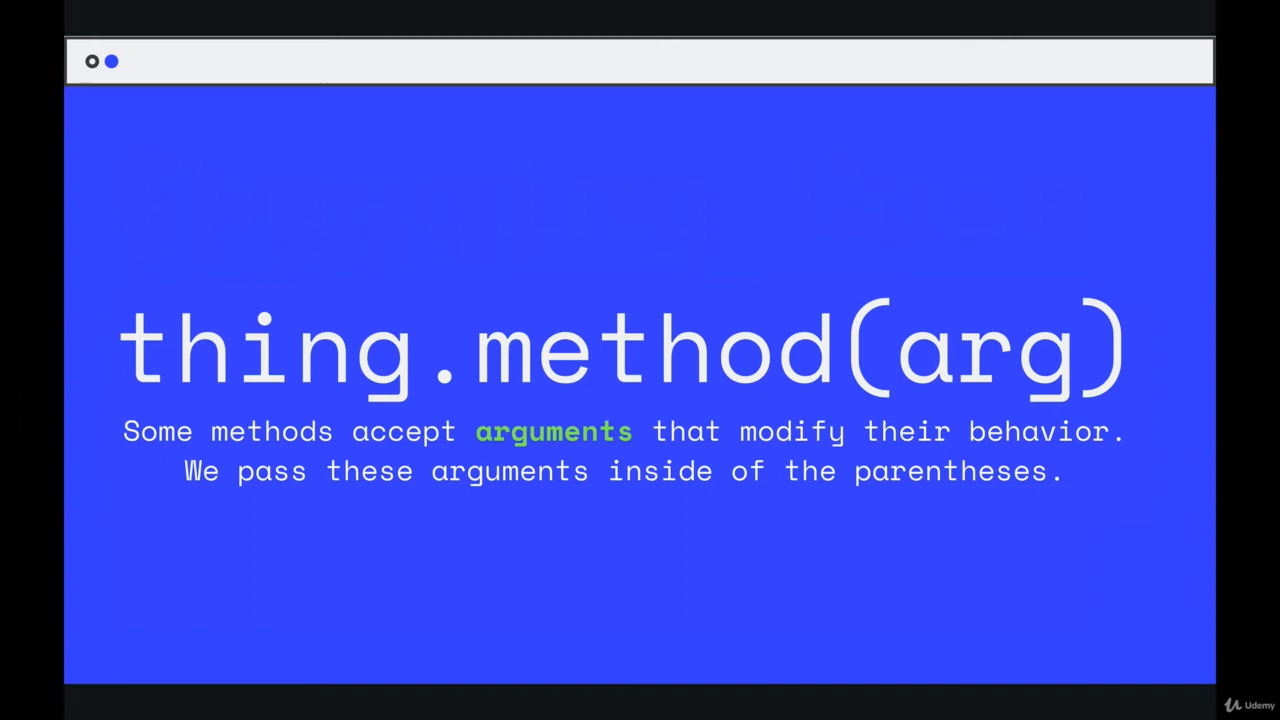 thing.method(arg)
Some methods accept arguments that modify their behavior.
We pass these arguments inside of the parentheses.
Udemy